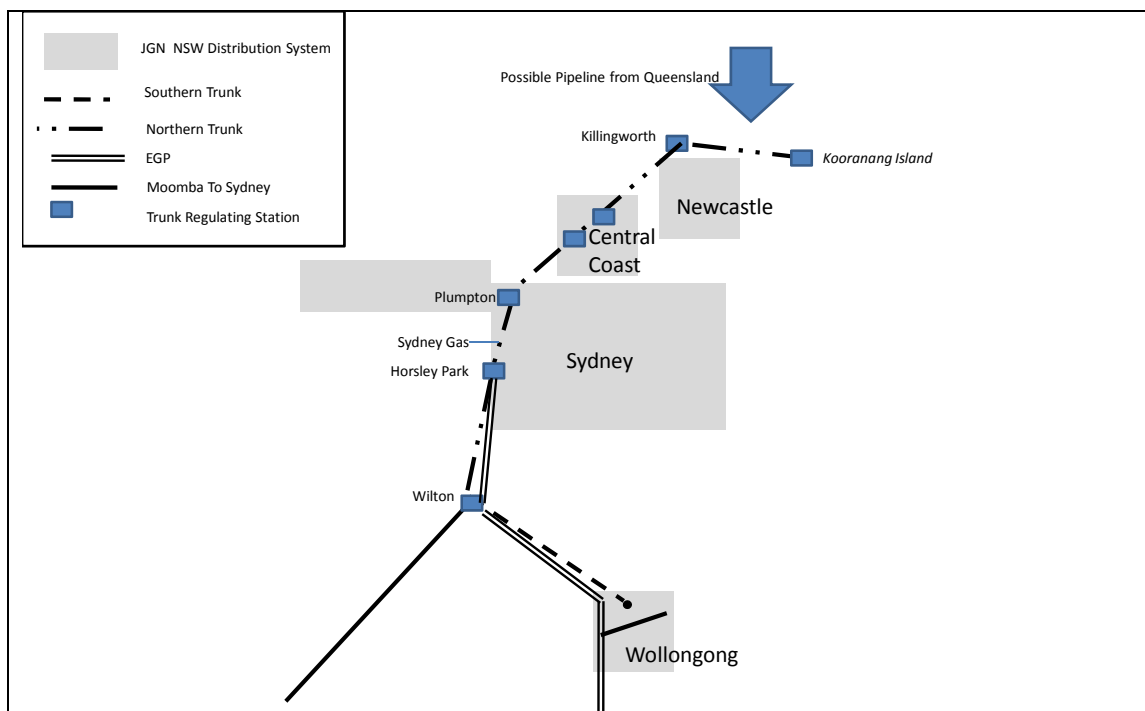 JGN NSW Distribution System
Southern Trunk
Northern Trunk
EGP
Moomba To Sydney
Trunk Regulating Station
Possible Pipeline from Queensland
Killingworth
Kooranang Island
Newcastle
Central
Coast
Plumpton
Sydney Gas
Horsley Park
Sydney
Wilton
Wollongong